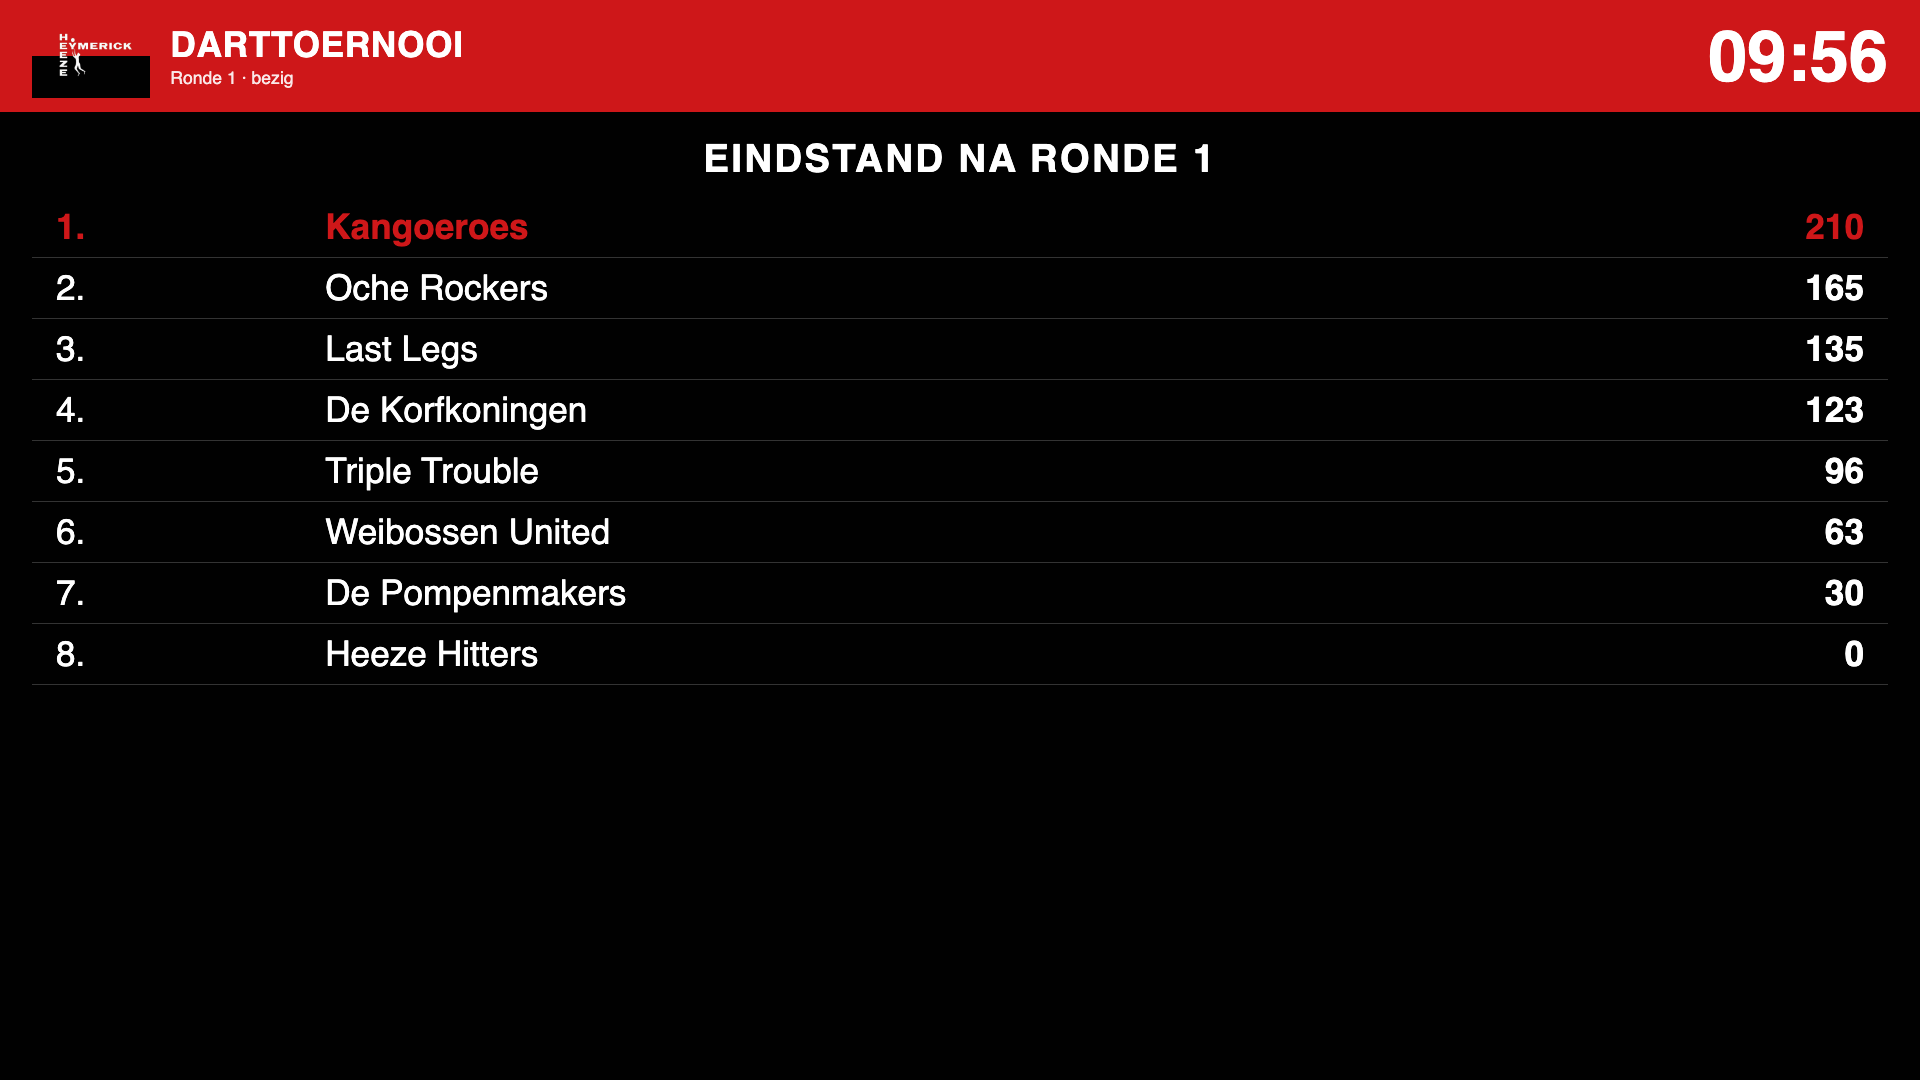 HEYMERICK
HEEZE
DARTTOERNOOI
Ronde 1 · bezig
09:56
EINDSTAND NA RONDE 1
1. Kangoeroes 210
2. Oche Rockers 165
3. Last Legs 135
4. De Korfkoningen 123
5. Triple Trouble 96
6. Weibossen United 63
7. De Pompenmakers 30
8. Heeze Hitters 0